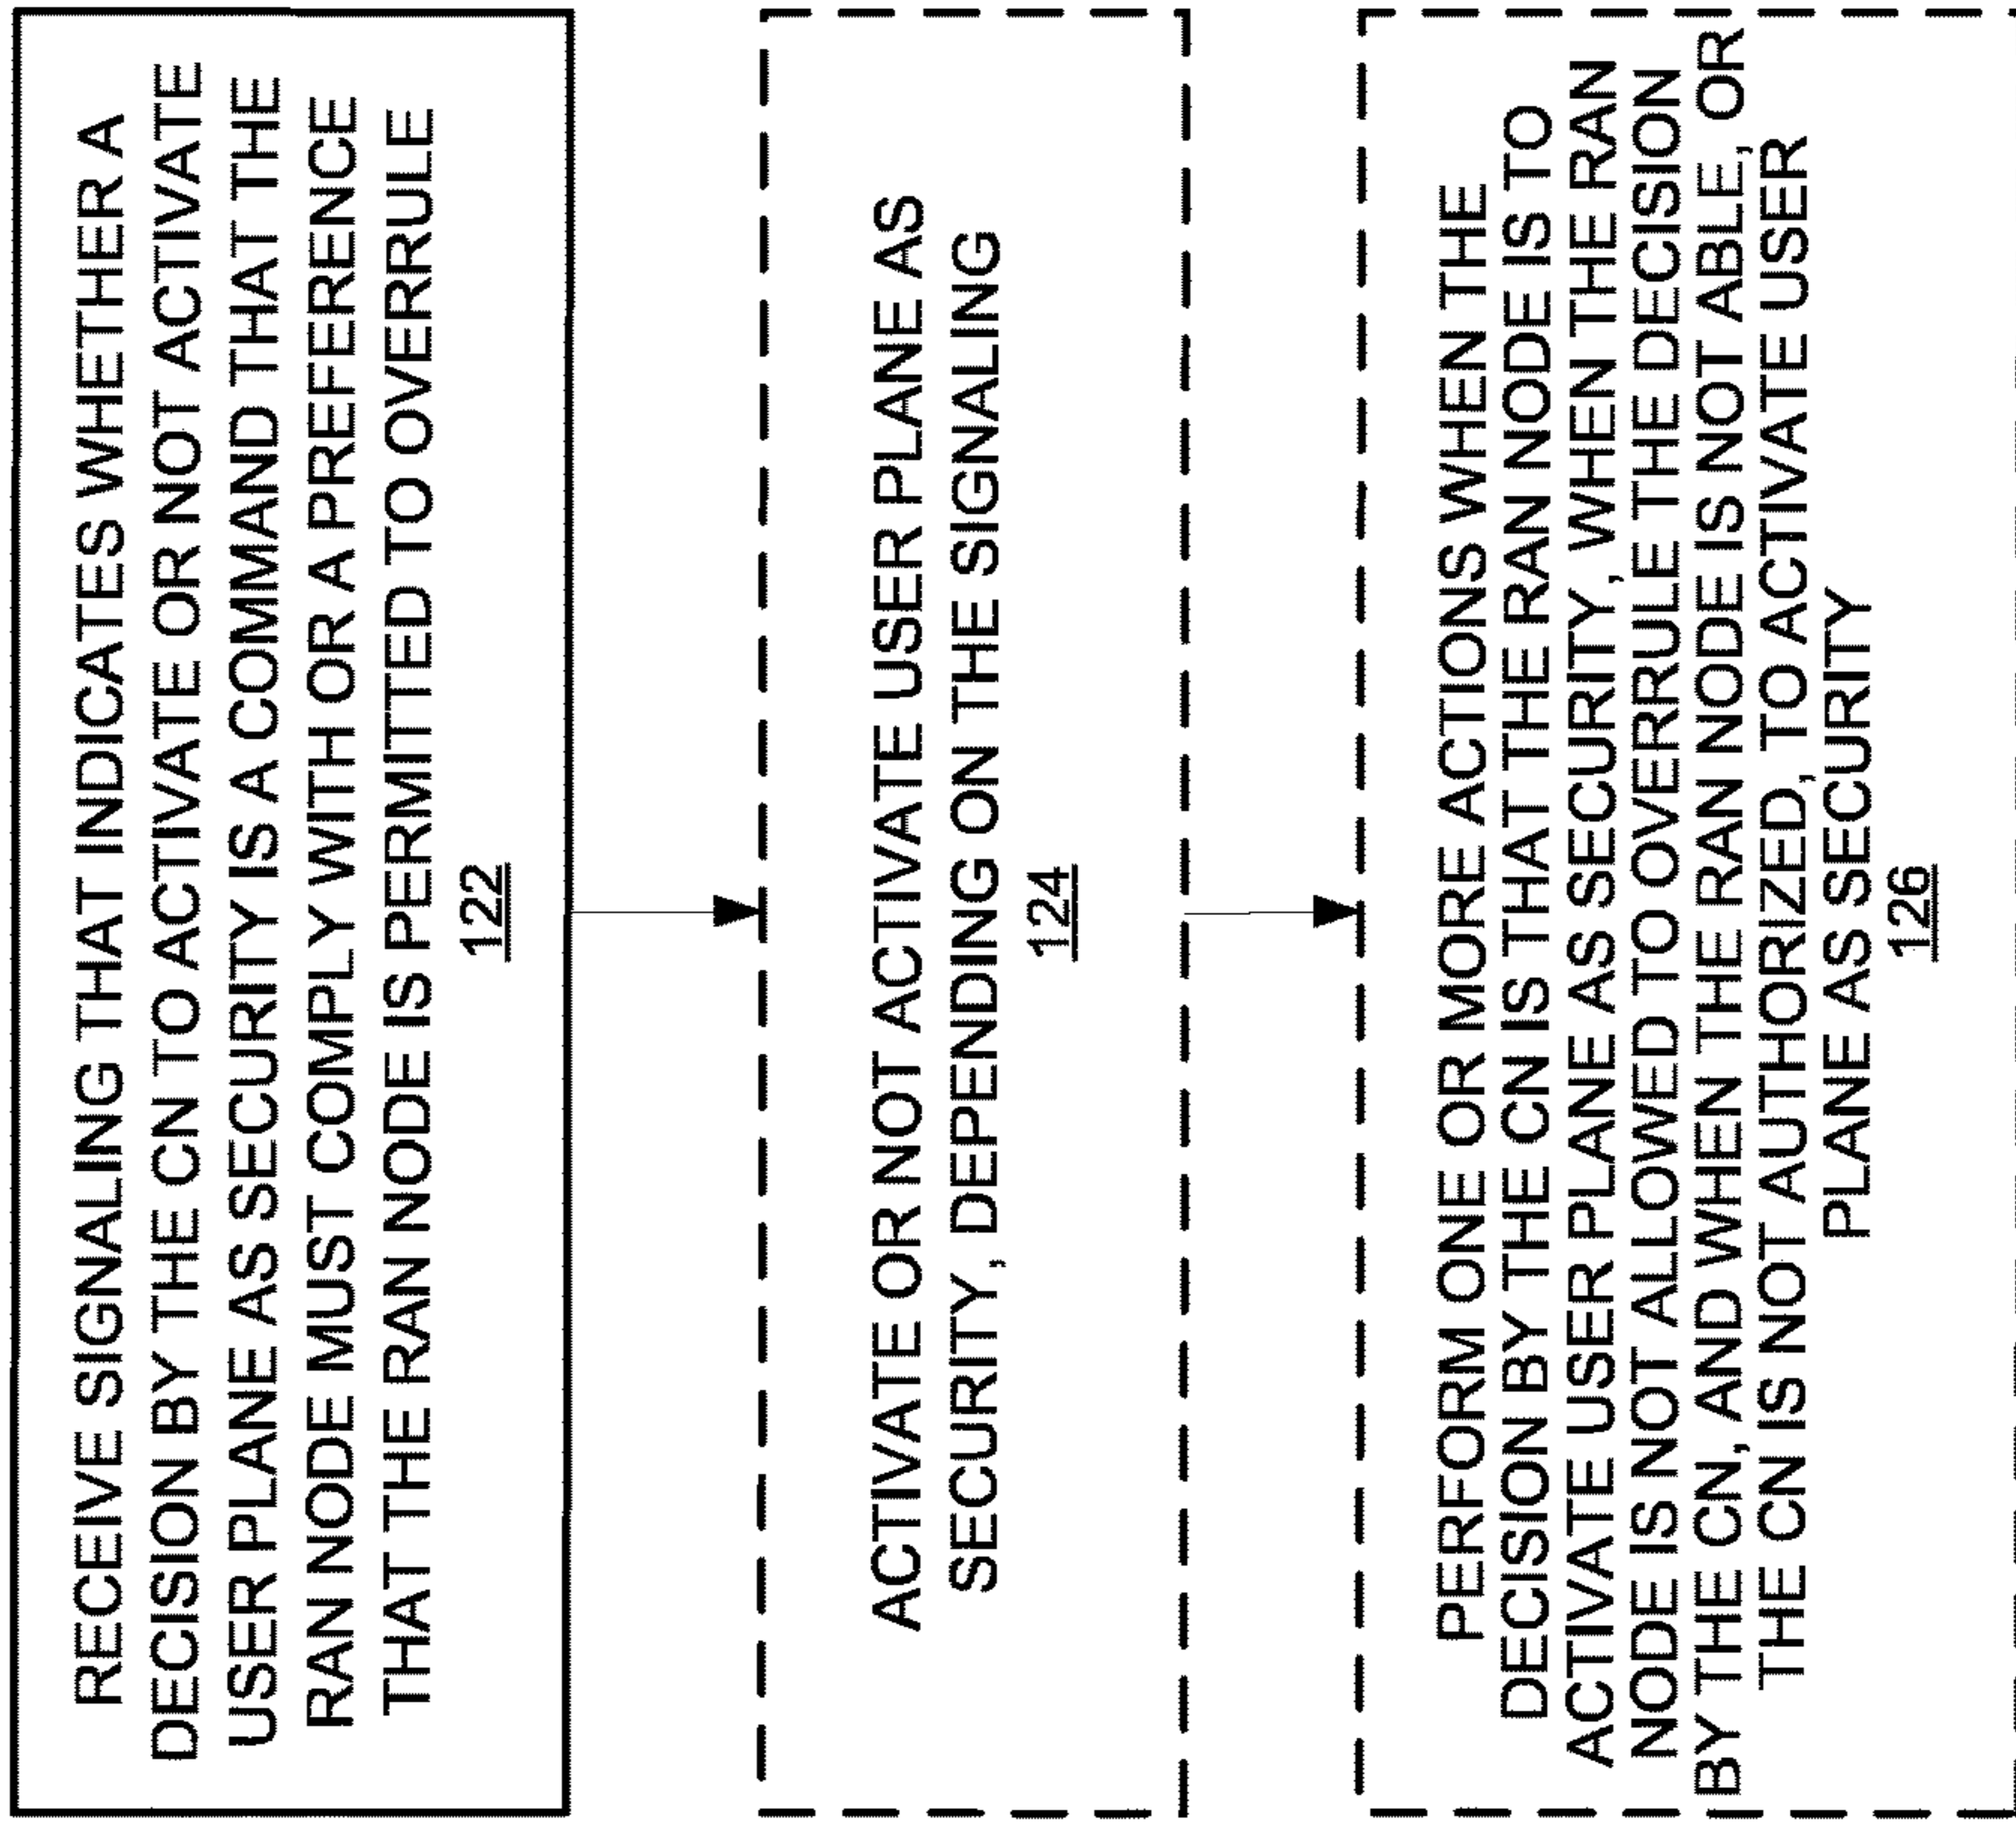 RECEIVE SIGNALING THAT INDICATES WHETHER A
DECISION BY THE CN TO ACTIVATE OR NOT ACTIVATE
USER PLANE AS SECURITY IS A COMMAND THAT THE
RAN NODE MUST COMPLY WITH OR A PREFERENCE
THAT THE RAN NODE IS PERMITTED TO OVERRULE
122
ACTIVATE OR NOT ACTIVATE USER PLANE AS
SECURITY, DEPENDING ON THE SIGNALING
124
PERFORM ONE OR MORE ACTIONS WHEN THE
DECISION BY THE CN IS THAT THE RAN NODE IS TO
ACTIVATE USER PLANE AS SECURITY, WHEN THE RAN
NODE IS NOT ALLOWED TO OVERRULE THE DECISION
BY THE CN, AND WHEN THE RAN NODE IS NOT ABLE, OR
THE CN IS NOT AUTHORIZED, TO ACTIVATE USER
PLANE AS SECURITY
126